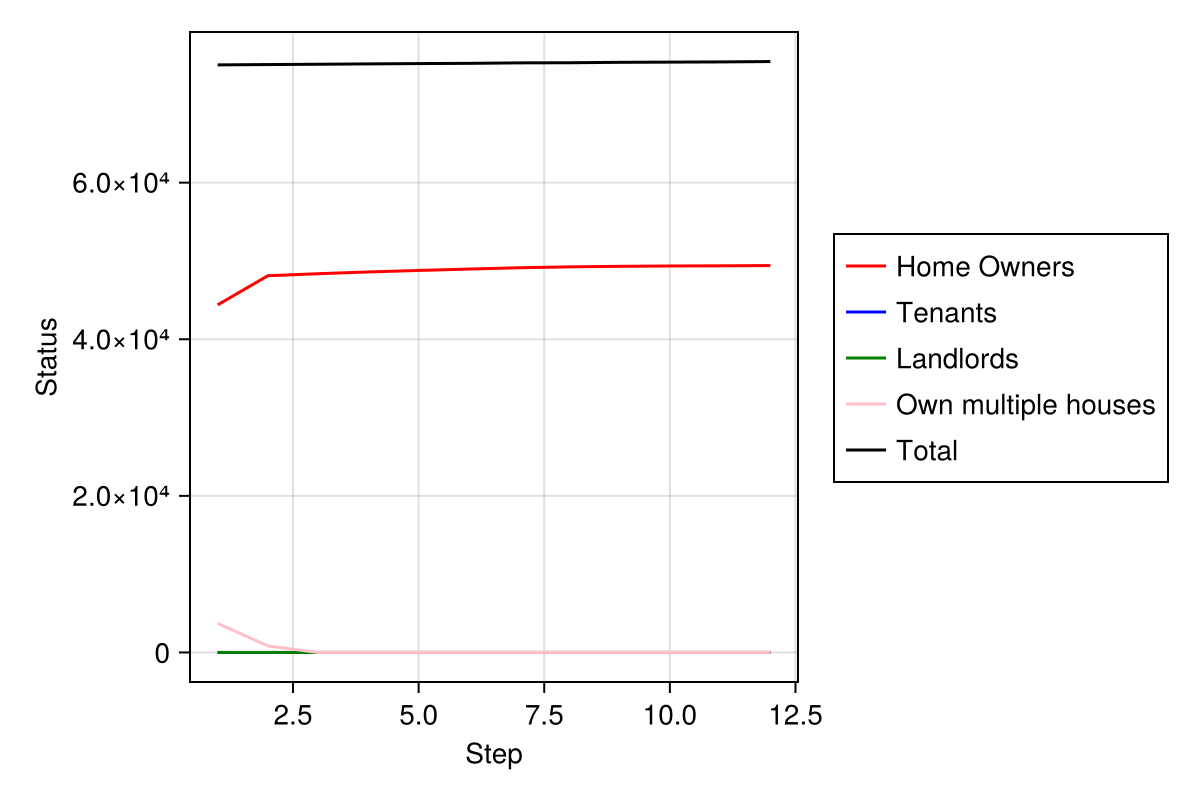 6.0×10⁴
4.0×10⁴
2.0×10⁴
0
Status
2.5 5.0 7.5 10.0 12.5
Step
Home Owners
Tenants
Landlords
Own multiple houses
Total